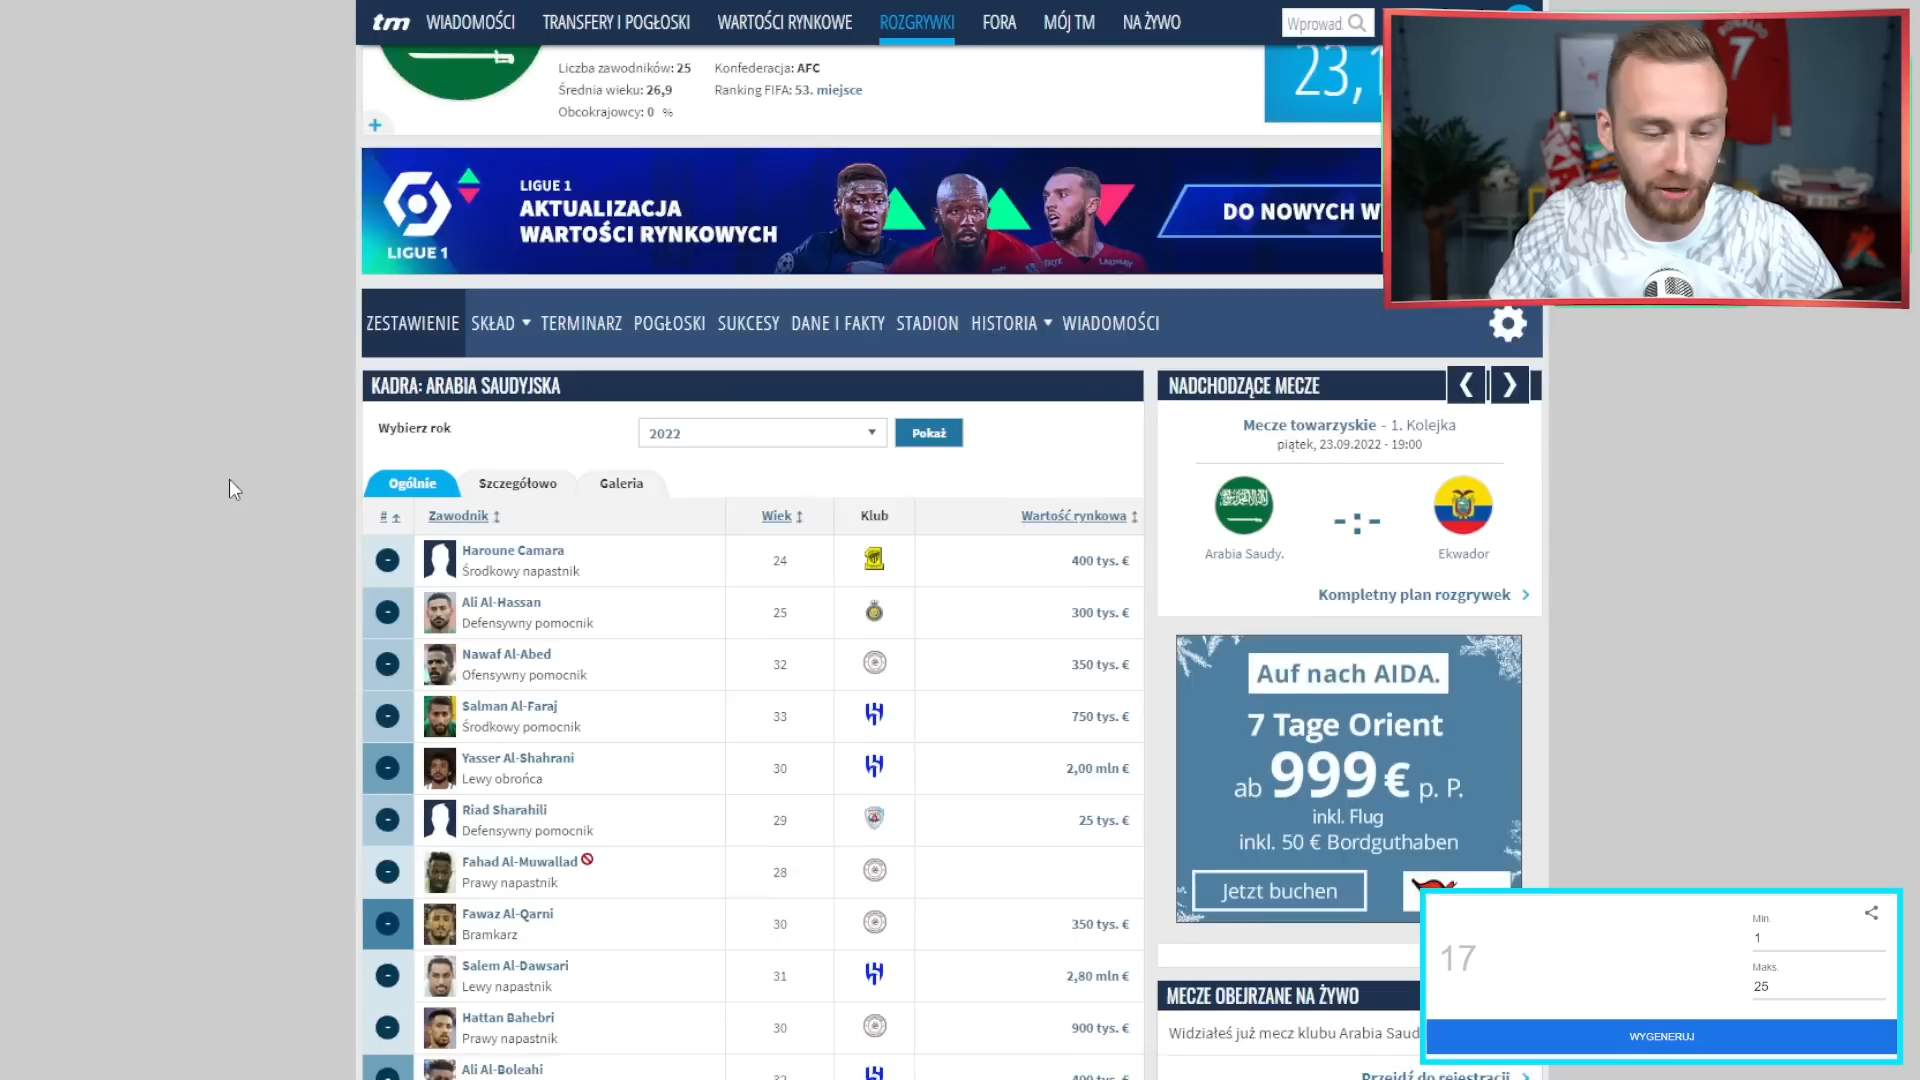 tm WIADOMOŚCI TRANSFERY I POGŁOSKI WARTOŚCI RYNKOWE ROZGRYWKI FORA MÓJ TM NA ŻYWO Wprowad.
Liczba zawodników: 25 Konfederacja: AFC
Średnia wieku: 26,9 Ranking FIFA: 53. miejsce
Obcokrajowcy: 0 %
23,1
7
LIGUE 1
AKTUALIZACJA
WARTOŚCI RYNKOWYCH
LIGUE 1
DO NOWYCH W
ZESTAWIENIE SKŁAD TERMINARZ POGŁOSKI SUKCESY DANE I FAKTY STADION HISTORIA WIADOMOŚCI
KADRA: ARABIA SAUDYJSKA
Wybierz rok 2022 Pokaż
Ogólnie Szczegółowo Galeria
# Zawodnik Wiek Klub Wartość rynkowa
- Haroune Camara 24 400 tys. €
Środkowy napastnik
- Ali Al-Hassan 25 300 tys. €
Defensywny pomocnik
- Nawaf Al-Abed 32 350 tys. €
Ofensywny pomocnik
- Salman Al-Faraj 33 750 tys. €
Środkowy pomocnik
- Yasser Al-Shahrani 30 2,00 mln €
Lewy obrońca
- Riad Sharahili 29 25 tys. €
Defensywny pomocnik
- Fahad Al-Muwallad 28
Prawy napastnik
- Fawaz Al-Qarni 30 350 tys. €
Bramkarz
- Salem Al-Dawsari 31 2,80 mln €
Lewy napastnik
- Hattan Bahebri 30 900 tys. €
Prawy napastnik
Ali Al-Boleahi 32 400 tys. €
NADCHODZĄCE MECZE
Mecze towarzyskie - 1. Kolejka
piątek, 23.09.2022 - 19:00
-:-
Arabia Saudy. Ekwador
Kompletny plan rozgrywek
Auf nach AIDA.
7 Tage Orient
ab 999 € p. P.
inkl. Flug
inkl. 50 € Bordguthaben
Jetzt buchen
MECZE OBEJRZANE NA ŻYWO
Widziałeś już mecz klubu Arabia Saud
Przejdź do rejestracji
17
Min.
1
Maks.
25
WYGENERUJ